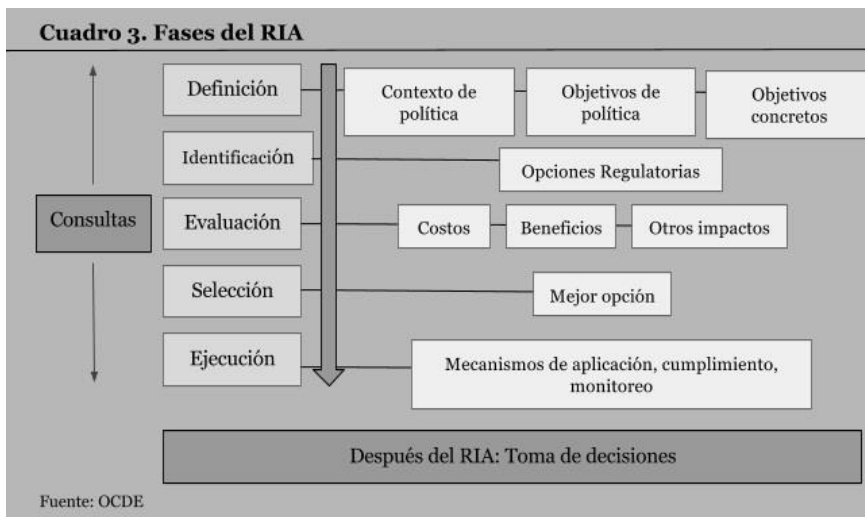 Cuadro 3. Fases del RIA
Definición
Contexto de
política
Objetivos de
política
Objetivos
concretos
Identificación
Opciones Regulatorias
Consultas
Evaluación
Costos
Beneficios
Otros impactos
Selección
Mejor opción
Ejecución
Mecanismos de aplicación, cumplimiento,
monitoreo
Después del RIA: Toma de decisiones
Fuente: OCDE